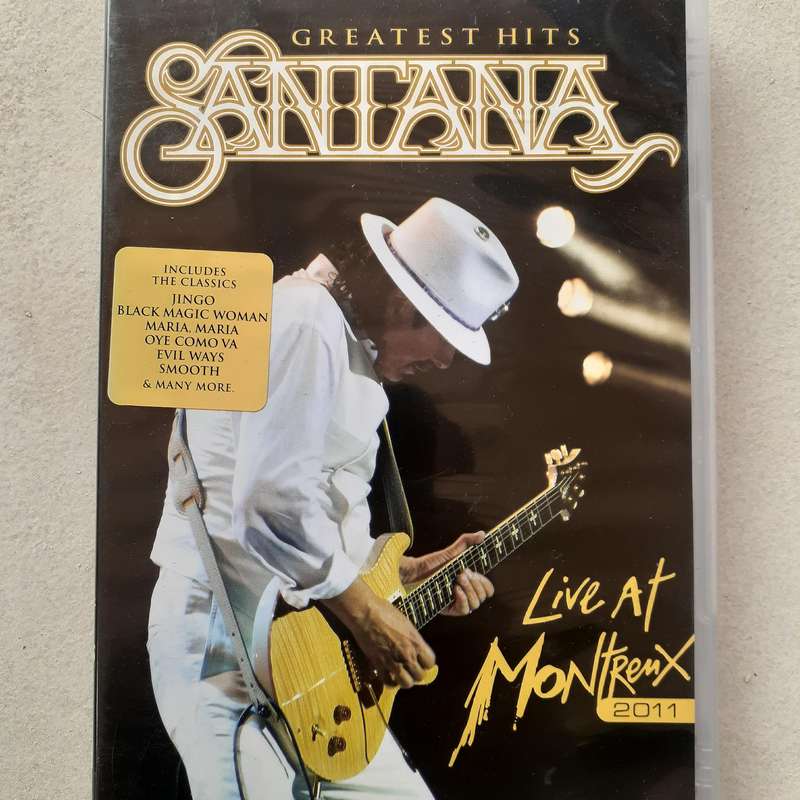 GREATEST HITS
SANTANA
INCLUDES
THE CLASSICS
JINGO
BLACK MAGIC WOMAN
MARIA, MARIA
OYE COMO VA
EVIL WAYS
SMOOTH
& MANY MORE.
Live At
Montreux
2011